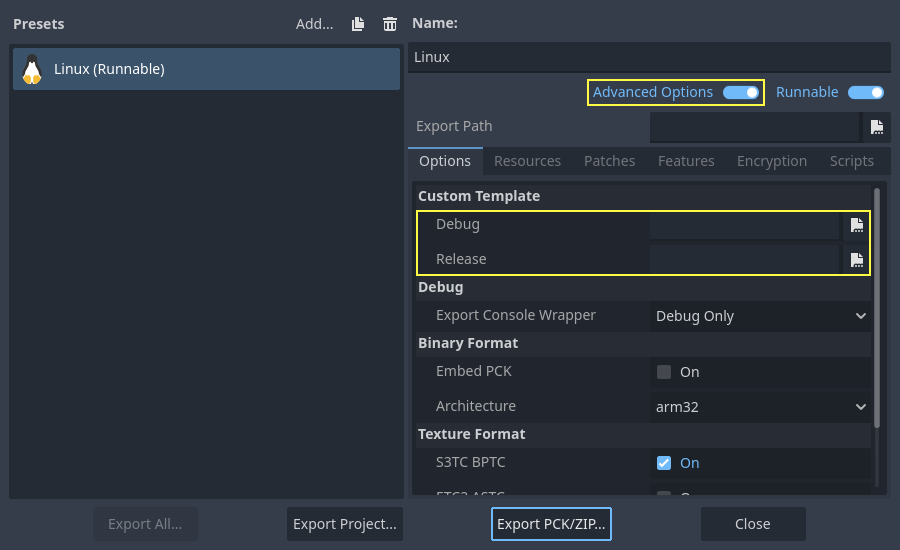 Presets
Add...
Name:
Linux (Runnable)
Linux
Advanced Options
Runnable
Export Path
Options Resources Patches Features Encryption Scripts
Custom Template
Debug
Release
Debug
Export Console Wrapper Debug Only
Binary Format
Embed PCK On
Architecture arm32
Texture Format
S3TC BPTC On
Export All... Export Project... Export PCK/ZIP... Close